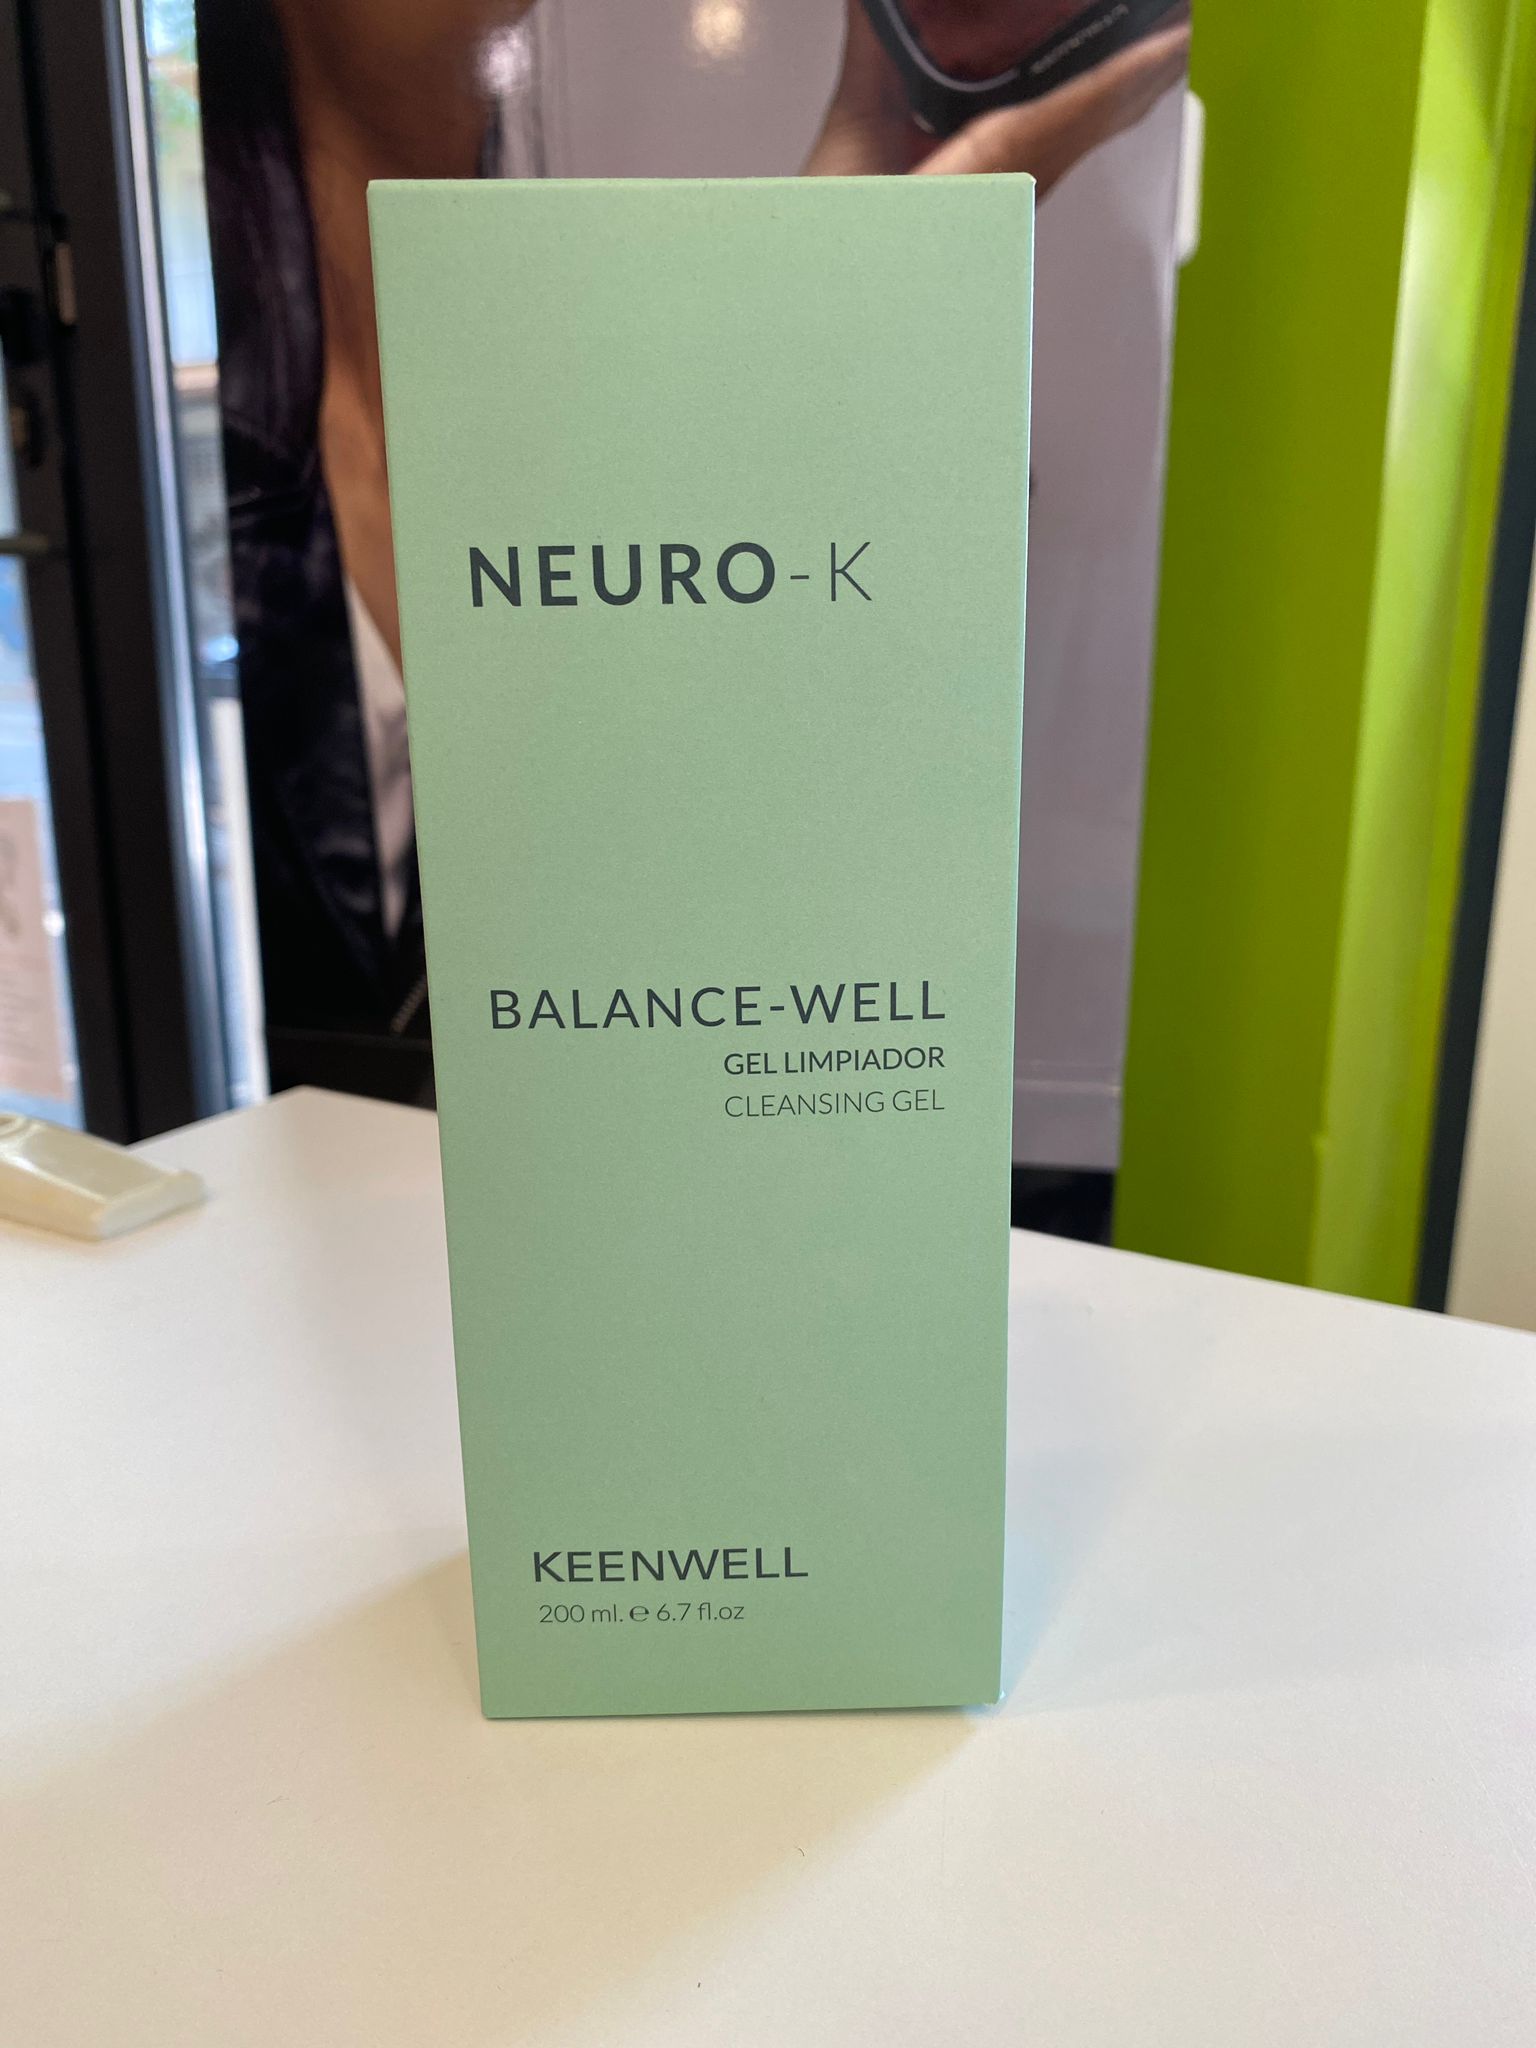 NEURO-K
BALANCE-WELL
GEL LIMPIADOR
CLEANSING GEL
KEENWELL
200 ml. ℮ 6.7 fl.oz